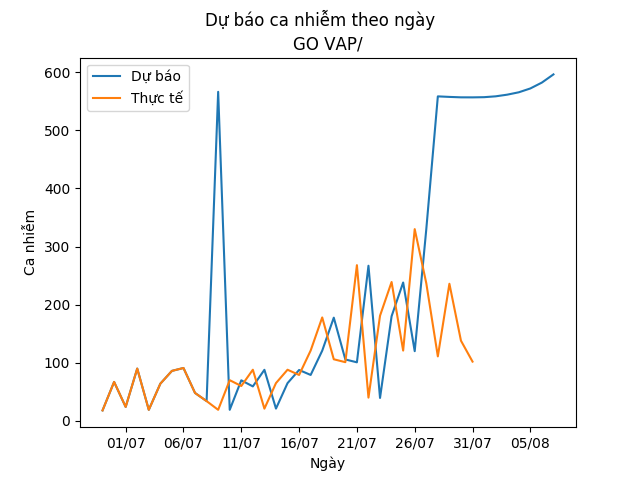 Dự báo ca nhiễm theo ngày
GO VAP/
Dự báo
Thực tế
600
500
400
300
200
100
0
Ca nhiễm
01/07 06/07 11/07 16/07 21/07 26/07 31/07 05/08
Ngày